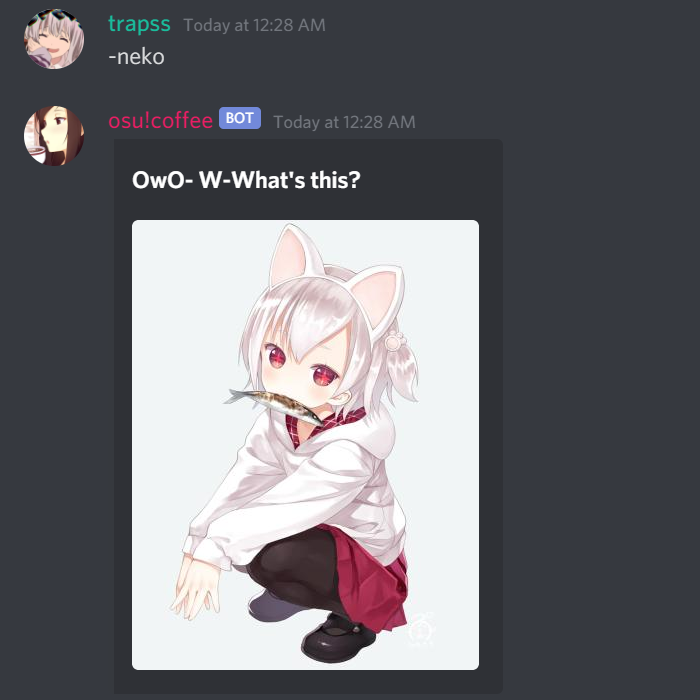 trapss Today at 12:28 AM
-neko
osu!coffee BOT Today at 12:28 AM
OwO- W-What's this?